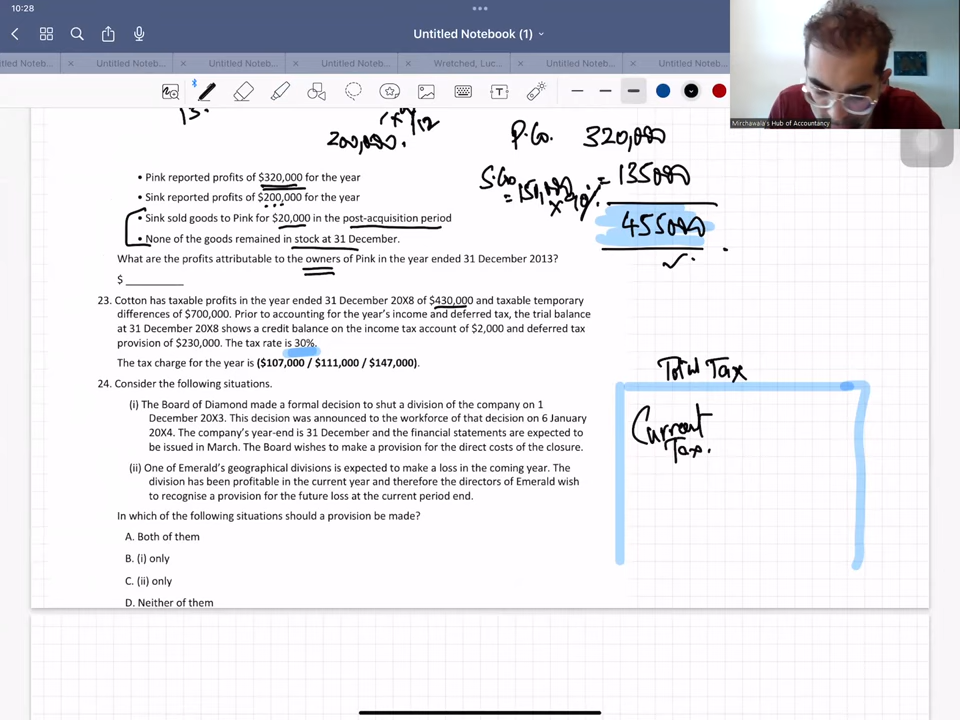 10:28
Untitled Notebook (1)
Untitled Noteb...
Untitled Noteb...
Untitled Noteb...
Untitled Noteb...
Wretched, Luc...
Untitled Noteb...
Untitled Noteb...
Mirchawala's Hub of Accountancy
200,000.
P.Co. 320,000
• Pink reported profits of $320,000 for the year
S.Co = 135000
= 150,000 x 90%
• Sink reported profits of $200,000 for the year
• Sink sold goods to Pink for $20,000 in the post-acquisition period
455000
• None of the goods remained in stock at 31 December.
What are the profits attributable to the owners of Pink in the year ended 31 December 2013?
$ __________
23. Cotton has taxable profits in the year ended 31 December 20X8 of $430,000 and taxable temporary
differences of $700,000. Prior to accounting for the year's income and deferred tax, the trial balance
at 31 December 20X8 shows a credit balance on the income tax account of $2,000 and deferred tax
provision of $230,000. The tax rate is 30%.
The tax charge for the year is ($107,000 / $111,000 / $147,000).
Total Tax
24. Consider the following situations.
(i) The Board of Diamond made a formal decision to shut a division of the company on 1
December 20X3. This decision was announced to the workforce of that decision on 6 January
20X4. The company's year-end is 31 December and the financial statements are expected to
be issued in March. The Board wishes to make a provision for the direct costs of the closure.
Current
Tax.
(ii) One of Emerald's geographical divisions is expected to make a loss in the coming year. The
division has been profitable in the current year and therefore the directors of Emerald wish
to recognise a provision for the future loss at the current period end.
In which of the following situations should a provision be made?
A. Both of them
B. (i) only
C. (ii) only
D. Neither of them